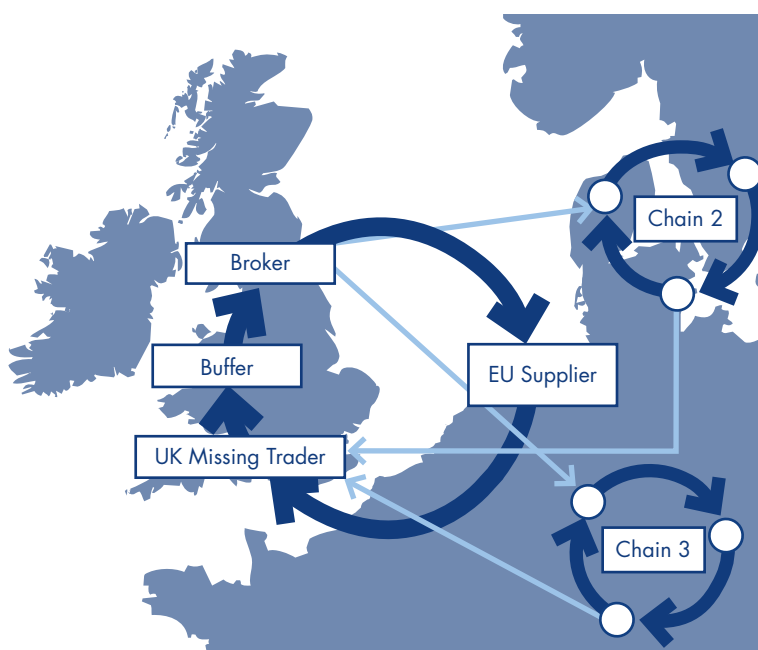 Chain 2
Broker
Buffer
EU Supplier
UK Missing Trader
Chain 3